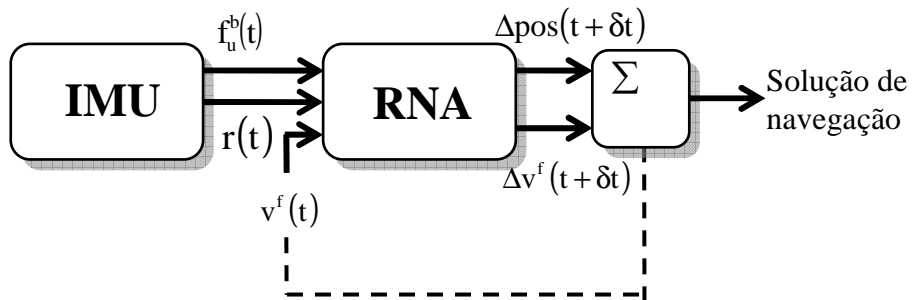 f_u^b(t)
Δpos(t + δt)
IMU
RNA
Σ
Solução de
navegação
r(t)
Δv^f(t + δt)
v^f(t)